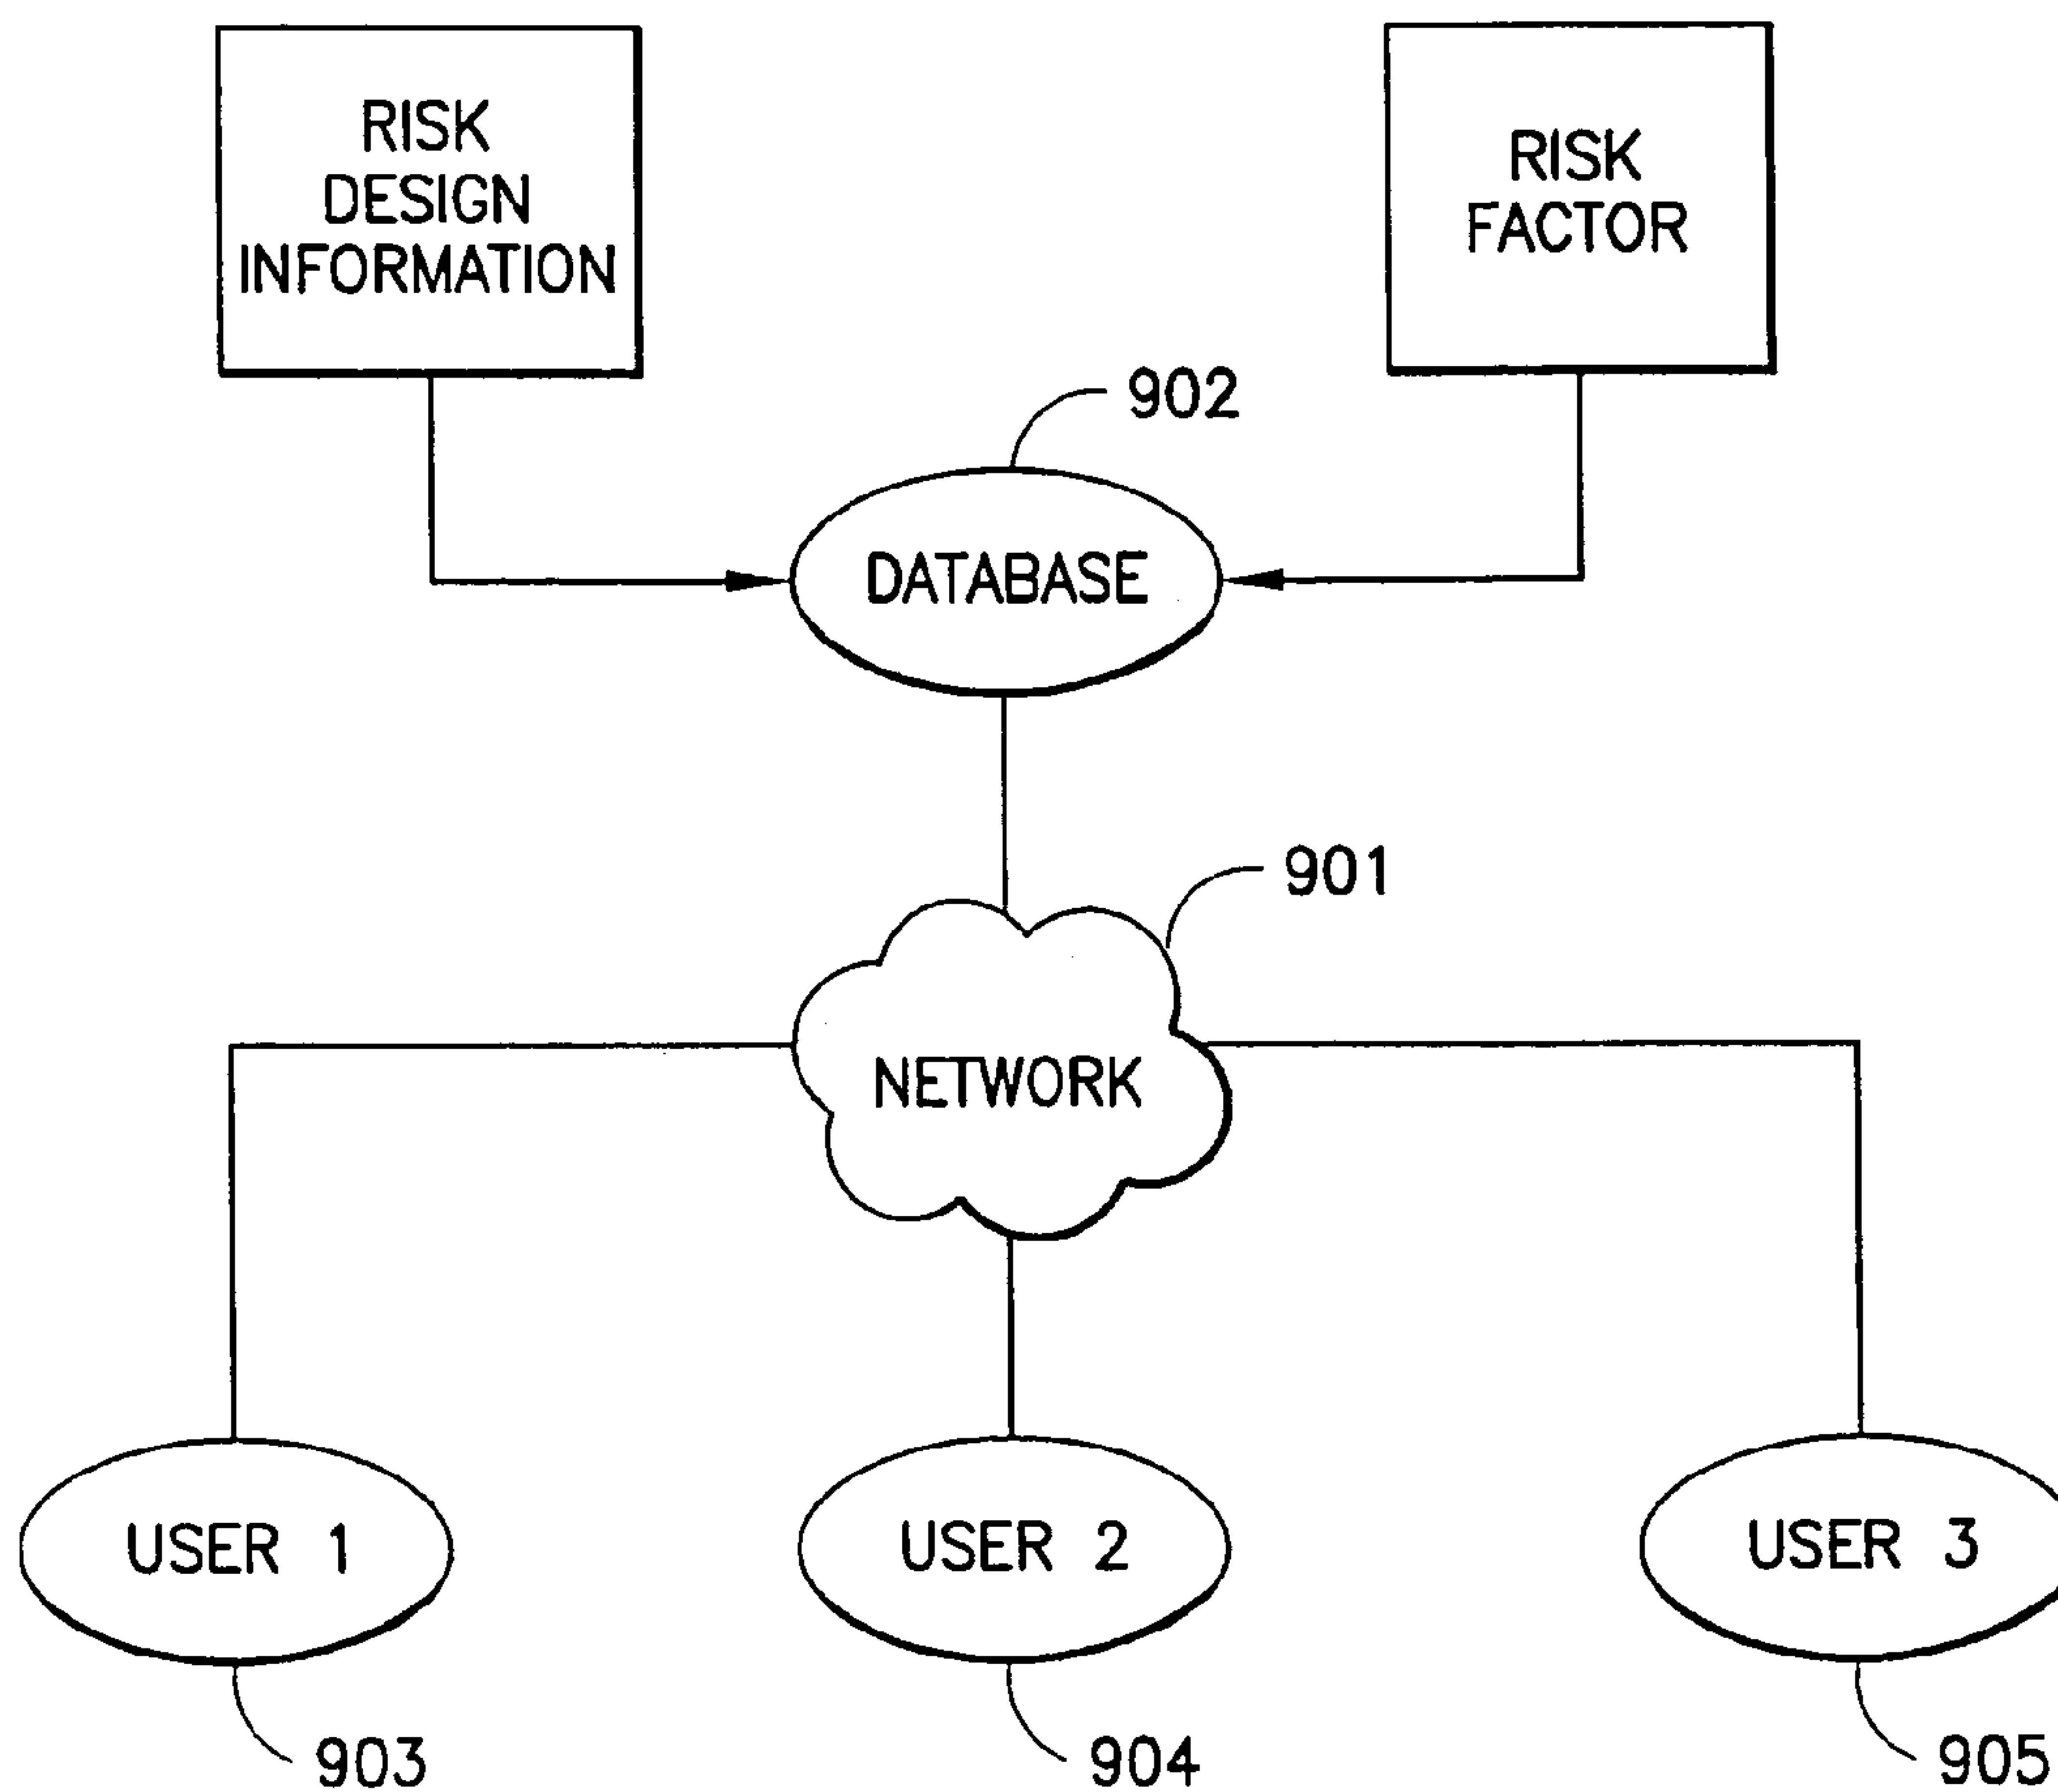 RISK
DESIGN
INFORMATION
RISK
FACTOR
902
DATABASE
901
NETWORK
USER 1
USER 2
USER 3
903
904
905